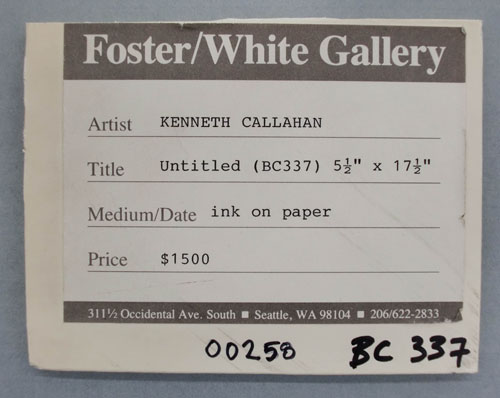 Foster/White Gallery
Artist KENNETH CALLAHAN
Title Untitled (BC337) 5½" x 17½"
Medium/Date ink on paper
Price $1500
311½ Occidental Ave. South ■ Seattle, WA 98104 ■ 206/622-2833
00258 BC 337